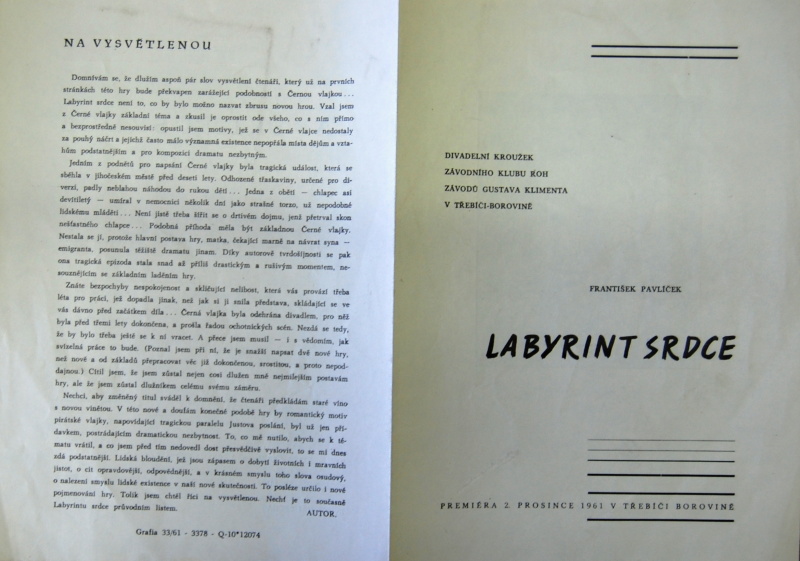 NA VYSVĚTLENOU
Domnívám se, že dlužím aspoň pár slov vysvětlení čtenáři, který už na prvních
stránkách této hry bude překvapen zarážející podobností s Černou vlajkou...
Labyrint srdce není to, co by bylo možno nazvat zbrusu novou hrou. Vzal jsem
z Černé vlajky základní téma a zkusil je oprostit ode všeho, co s ním přímo
a bezprostředně nesouvisí: opustil jsem motivy, jež se v Černé vlajce nedostaly
za pouhý náčrt a jejichž často málo významná existence nepopřála místa dějům a vzta-
hům podstatnějším a pro kompozici dramatu nezbytným.
Jedním z podnětů pro napsání Černé vlajky byla tragická událost, která se
sběhla v jihočeském městě před deseti lety. Odhozené třaskaviny, určené pro di-
verzi, padly neblahou náhodou do rukou dětí... Jedna z obětí — chlapec asi
devítiletý — umíral v nemocnici několik dní jako strašné torzo, už nepodobné
lidskému mláděti... Není jistě třeba šířit se o drtivém dojmu, jenž přetrval skon
nešťastného chlapce... Podobná příhoda měla být základnou Černé vlajky.
Nestala se jí, protože hlavní postava hry, matka, čekající marně na návrat syna —
emigranta, posunula těžiště dramatu jinam. Díky autorově tvrdošíjnosti se pak
ona tragická episoda stala snad až příliš drastickým a rušivým momentem, ne-
souznějícím se základním laděním hry.
Znáte bezpochyby nespokojenost a skličující nelibost, která vás provází třeba
léta pro práci, jež dopadla jinak, než jak si ji snila představa, skládající se ve
vás dávno před začátkem díla... Černá vlajka byla odehrána divadlem, pro něž
byla před třemi lety dokončena, a prošla řadou ochotnických scén. Nezdá se tedy,
že by bylo třeba ještě se k ní vracet. A přece jsem musil — i s vědomím, jak
svízelná práce to bude. (Poznal jsem při ní, že je snažší napsat dvě nové hry,
než nově a od základů přepracovat věc již dokončenou, srostitou, a proto nepod-
dajnou.) Cítil jsem, že jsem zůstal nejen cosi dlužen mně nejmilejším postavám
hry, ale že jsem zůstal dlužníkem celému svému záměru.
Nechci, aby změněný titul sváděl k domnění, že čtenáři předkládám staré víno
s novou vinětou. V této nové a doufám konečné podobě hry by romantický motiv
pirátské vlajky, napovídající tragickou paralelu Justova poslání, byl už jen pří-
davkem, postrádajícím dramatickou nezbytnost. To, co mě nutilo, abych se k té-
matu vrátil, a co jsem před tím nedovedl dost přesvědčivě vyslovit, to se mi dnes
zdá podstatnější. Lidská bloudění, jež jsou zápasem o dobytí životních i mravních
jistot, o cit opravdovější, odpovědnější, a v krásném smyslu toho slova osudový,
o nalezení smyslu lidské existence v naší nové skutečnosti. To posléze určilo i nové
pojmenování hry. Tolik jsem chtěl říci na vysvětlenou. Nechť je to současně
Labyrintu srdce průvodním listem.
AUTOR.
Grafia 33/61 - 3378 - Q-10*12074
DIVADELNÍ KROUŽEK
ZÁVODNÍHO KLUBU ROH
ZÁVODŮ GUSTAVA KLIMENTA
V TŘEBÍČI-BOROVINĚ
FRANTIŠEK PAVLÍČEK
LABYRINT SRDCE
PREMIÉRA 2. PROSINCE 1961 V TŘEBÍČI BOROVINĚ